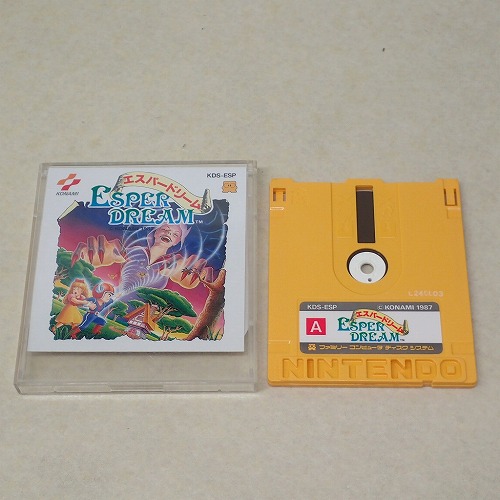 KONAMI
KDS-ESP
エスパードリーム
ESPER
DREAM™
KDS-ESP
© KONAMI 1987
A
エスパードリーム
ESPER
DREAM™
ファミリー コンピュータ ディスク システム
NINTENDO